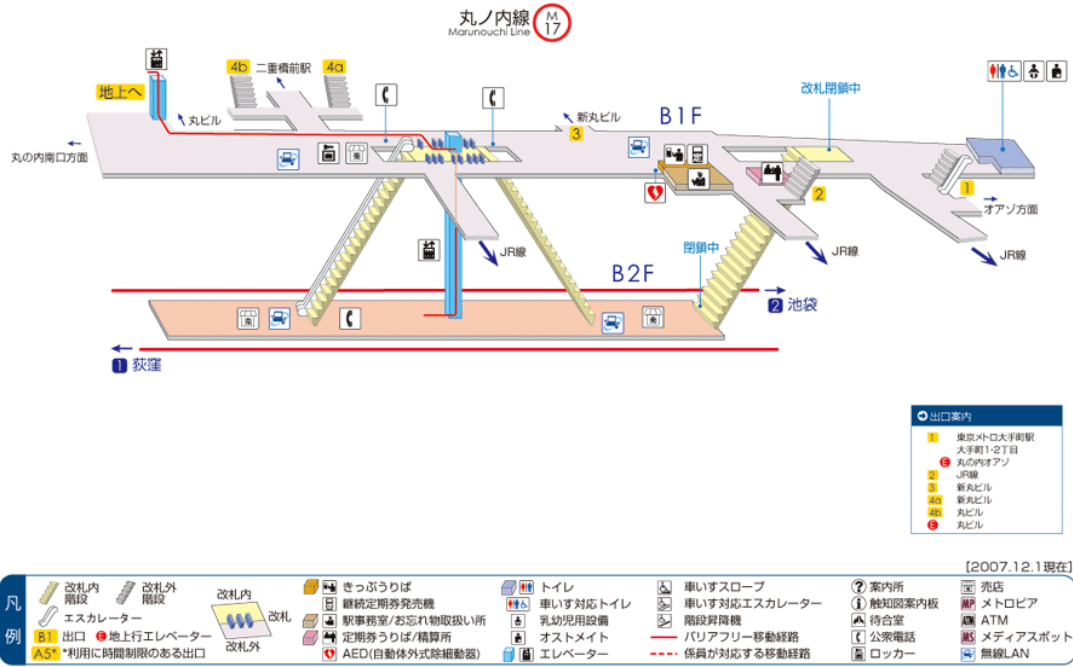 丸ノ内線
Marunouchi Line
M
17
4b
二重橋前駅
4a
地上へ
丸ビル
新丸ビル
3
B1F
改札閉鎖中
丸の内南口方面
2
1
オアゾ方面
JR線
JR線
JR線
閉鎖中
B2F
2 池袋
1 荻窪
出口案内
1 東京メトロ大手町駅
大手町1・2丁目
E 丸の内オアゾ
2 JR線
3 新丸ビル
4a 新丸ビル
4b 丸ビル
E 丸ビル
[2007.12.1現在]
凡例
改札内階段
改札外階段
エスカレーター
B1 出口 E 地上行エレベーター
A5* *利用に時間制限のある出口
改札内
改札
改札外
きっぷうりば
継続定期券発売機
駅事務室/お忘れ物取扱い所
定期券うりば/精算所
AED(自動体外式除細動器)
トイレ
車いす対応トイレ
乳幼児用設備
オストメイト
エレベーター
車いすスロープ
車いす対応エスカレーター
階段昇降機
バリアフリー移動経路
係員が対応する移動経路
? 案内所
i 触知図案内板
待合室
公衆電話
ロッカー
売店
MP メトロピア
ATM ATM
MS メディアスポット
無線LAN